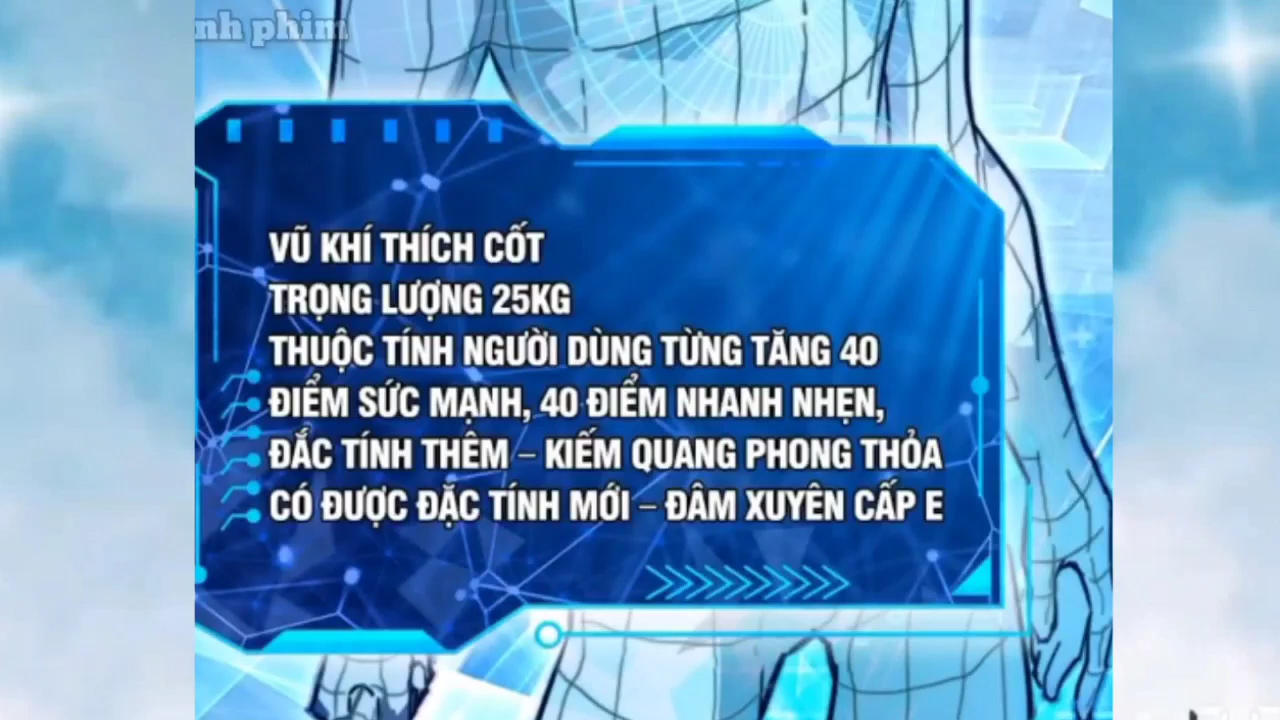 nh phim
VŨ KHÍ THÍCH CỐT
TRỌNG LƯỢNG 25KG
THUỘC TÍNH NGƯỜI DÙNG TỪNG TĂNG 40
ĐIỂM SỨC MẠNH, 40 ĐIỂM NHANH NHẸN,
ĐẮC TÍNH THÊM – KIẾM QUANG PHONG THỎA
CÓ ĐƯỢC ĐẶC TÍNH MỚI – ĐÂM XUYÊN CẤP E